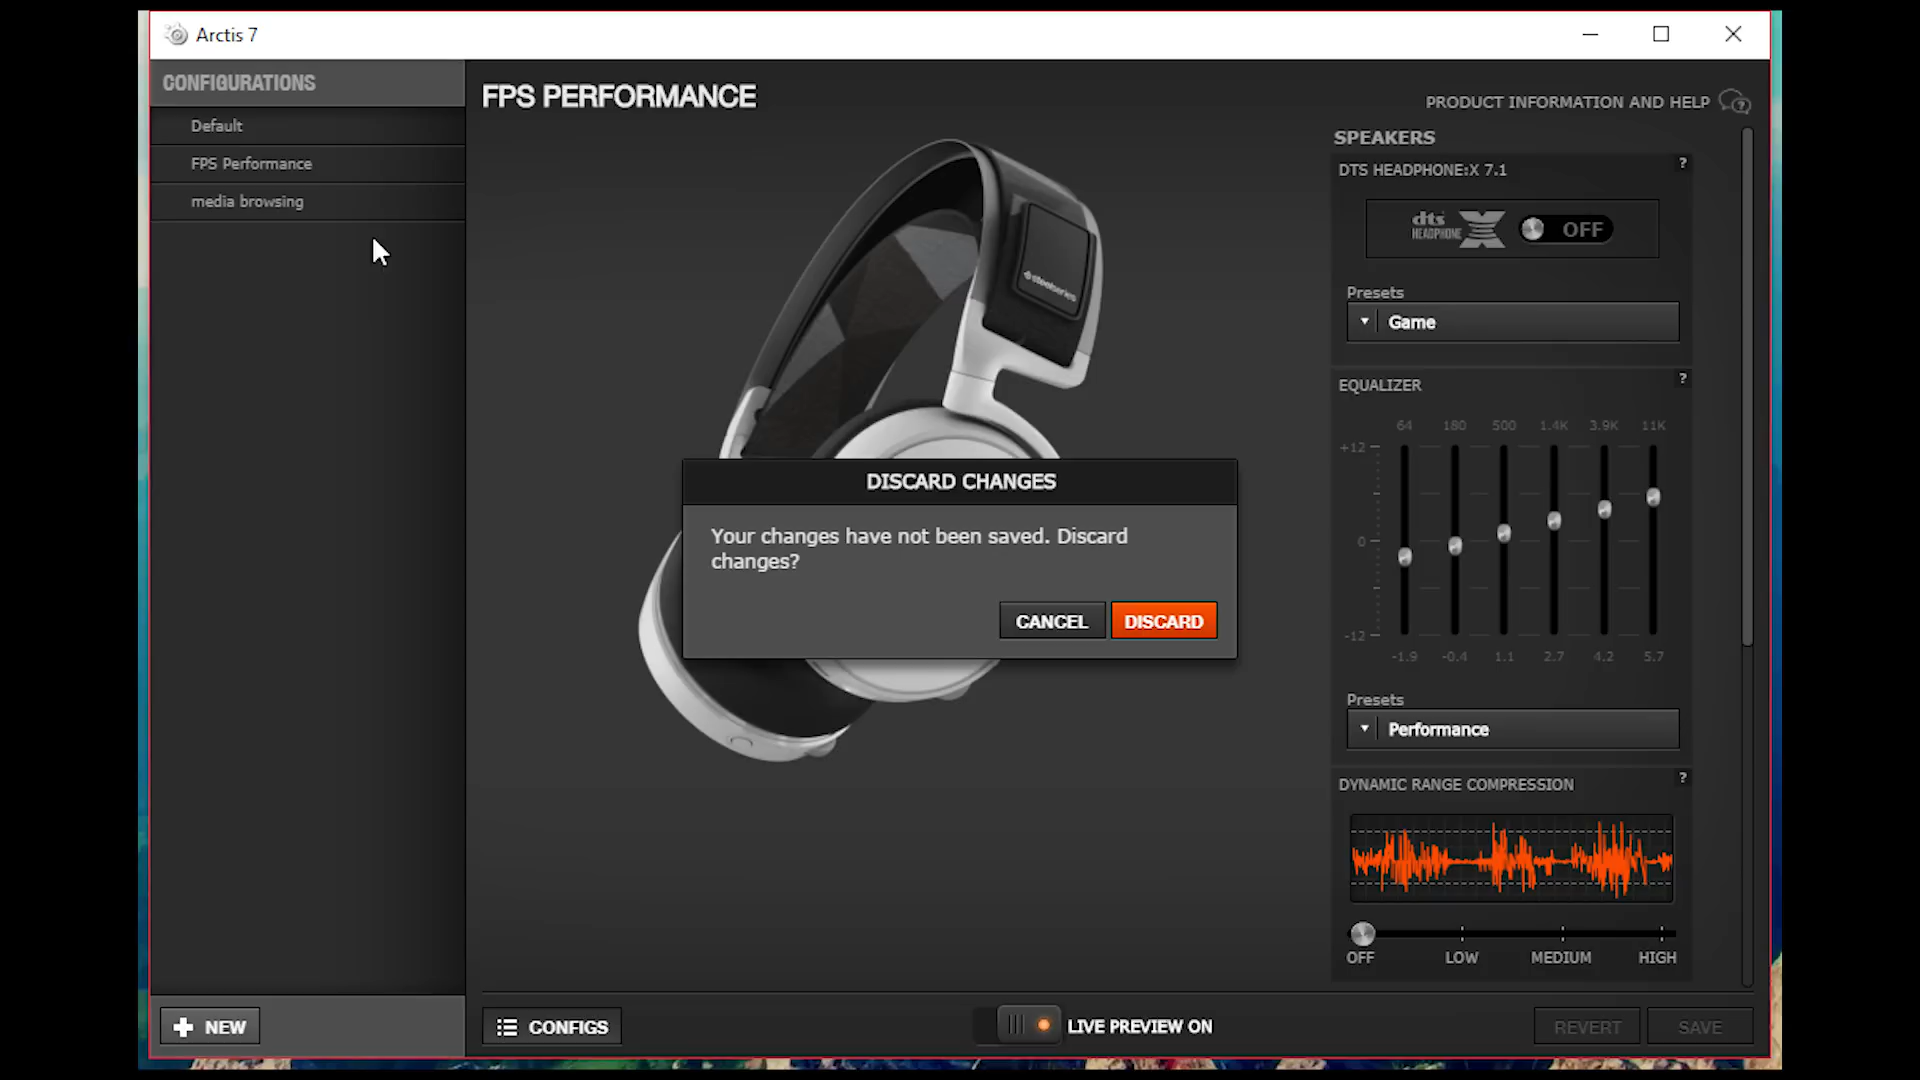 Arctis 7
CONFIGURATIONS
Default
FPS Performance
media browsing
FPS PERFORMANCE
PRODUCT INFORMATION AND HELP ?
SPEAKERS
DTS HEADPHONE:X 7.1 ?
dts
HEADPHONE X
OFF
Presets
Game
steelseries
EQUALIZER ?
64 180 500 1.4K 3.9K 11K
+12
0
-12
-1.9 -0.4 1.1 2.7 4.2 5.7
Presets
Performance
DISCARD CHANGES
Your changes have not been saved. Discard
changes?
CANCEL DISCARD
DYNAMIC RANGE COMPRESSION ?
OFF LOW MEDIUM HIGH
NEW
CONFIGS
LIVE PREVIEW ON
REVERT SAVE